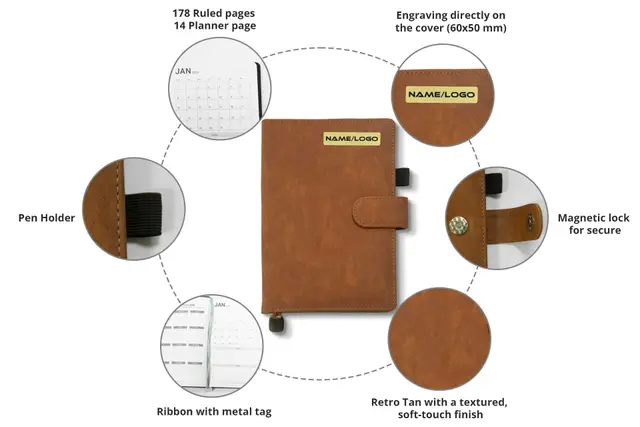 178 Ruled pages
14 Planner page
Engraving directly on
the cover (60x50 mm)
JAN
NAME/LOGO
NAME/LOGO
Pen Holder
Magnetic lock
for secure
JAN
Ribbon with metal tag
Retro Tan with a textured,
soft-touch finish